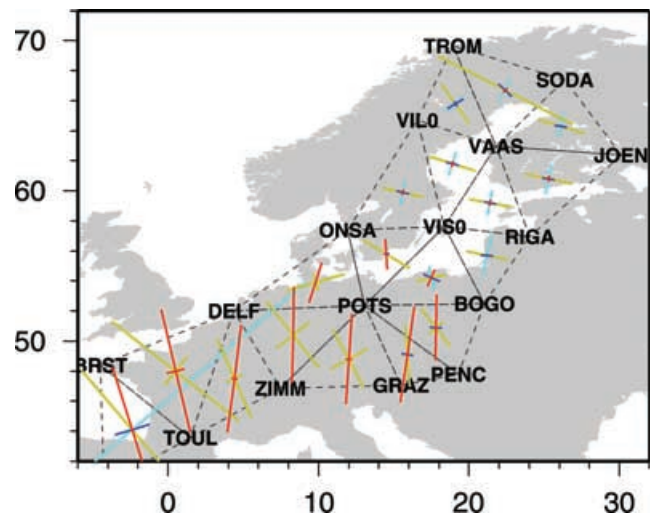 70
TROM
SODA
VIL0
VAAS
JOEN
60
ONSA
VIS0
RIGA
DELF
POTS
BOGO
50
BRST
ZIMM
GRAZ
PENC
TOUL
0 10 20 30